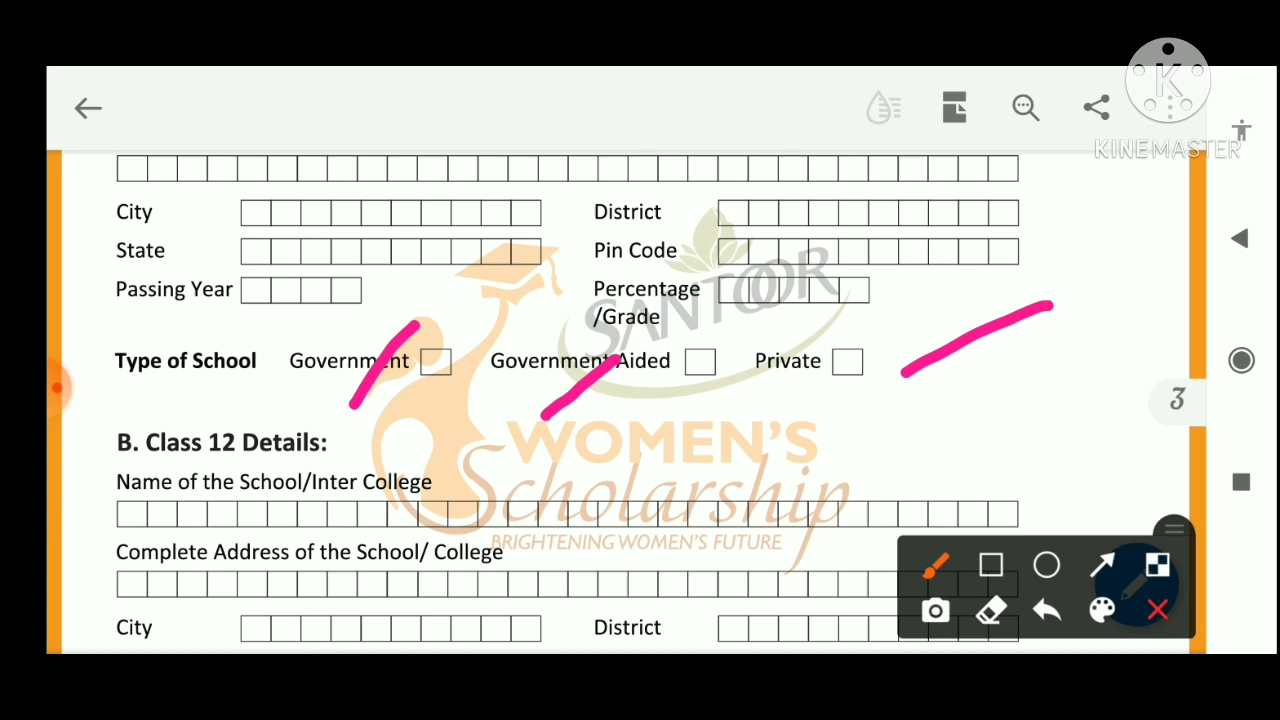 K
KINEMASTER
City District
State Pin Code
Passing Year Percentage
/Grade
SANTOOR
Type of School Government Government Aided Private
3
B. Class 12 Details:
WOMEN'S
Name of the School/Inter College
Scholarship
BRIGHTENING WOMEN'S FUTURE
Complete Address of the School/ College
City District